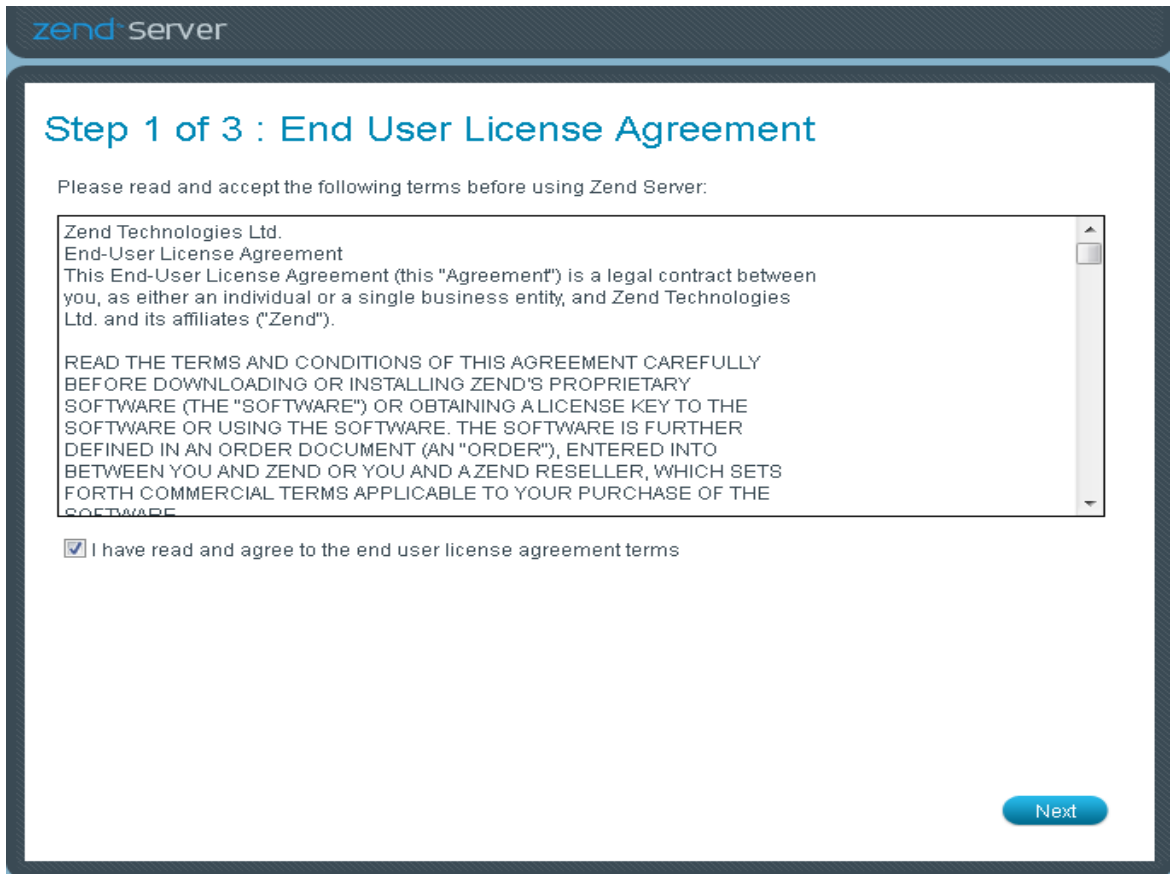 zend server
Step 1 of 3 : End User License Agreement
Please read and accept the following terms before using Zend Server:
Zend Technologies Ltd.
End-User License Agreement
This End-User License Agreement (this "Agreement") is a legal contract between
you, as either an individual or a single business entity, and Zend Technologies
Ltd. and its affiliates ("Zend").
READ THE TERMS AND CONDITIONS OF THIS AGREEMENT CAREFULLY
BEFORE DOWNLOADING OR INSTALLING ZEND'S PROPRIETARY
SOFTWARE (THE "SOFTWARE") OR OBTAINING A LICENSE KEY TO THE
SOFTWARE OR USING THE SOFTWARE. THE SOFTWARE IS FURTHER
DEFINED IN AN ORDER DOCUMENT (AN "ORDER"), ENTERED INTO
BETWEEN YOU AND ZEND OR YOU AND A ZEND RESELLER, WHICH SETS
FORTH COMMERCIAL TERMS APPLICABLE TO YOUR PURCHASE OF THE
SOFTWARE
I have read and agree to the end user license agreement terms
Next